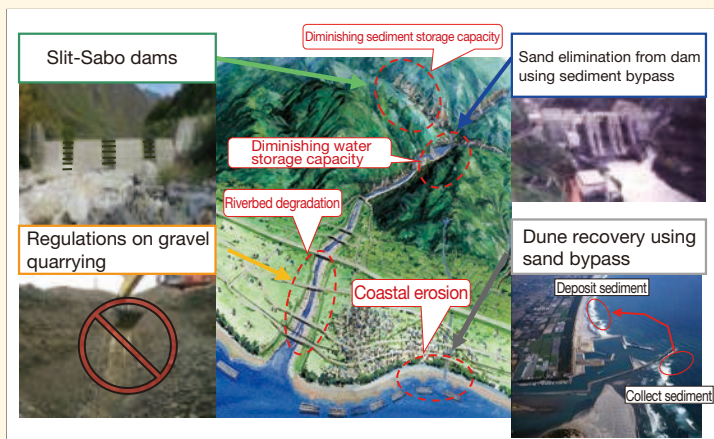 Slit-Sabo dams
Diminishing sediment storage capacity
Sand elimination from dam
using sediment bypass
Diminishing water
storage capacity
Riverbed degradation
Regulations on gravel
quarrying
Dune recovery using
sand bypass
Coastal erosion
Deposit sediment
Collect sediment